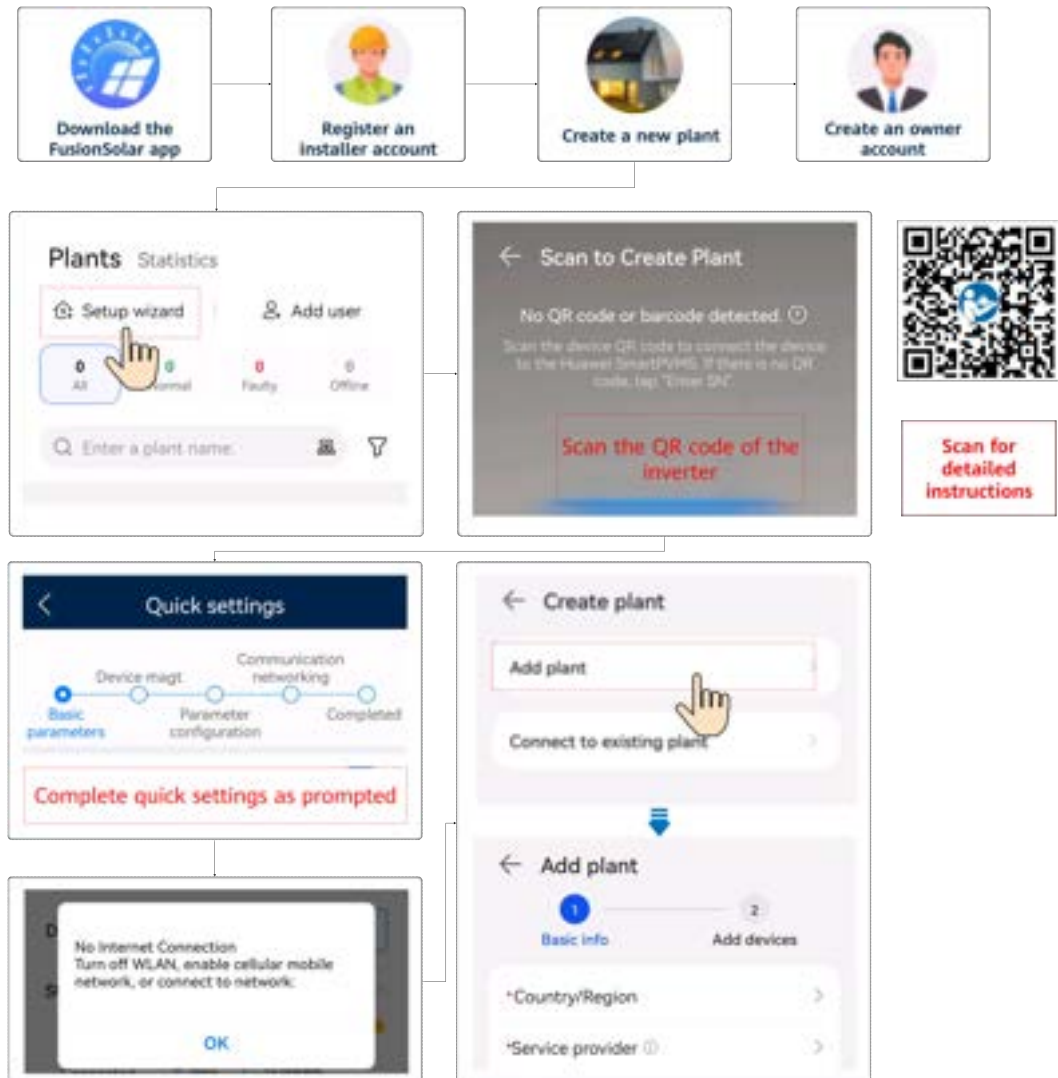 Download the
FusionSolar app
Register an
installer account
Create a new plant
Create an owner
account
Plants Statistics
Setup wizard
Add user
0
All
0
Normal
0
Faulty
0
Offline
Enter a plant name.
Scan to Create Plant
No QR code or barcode detected.
Scan the device QR code to connect the device
to the Huawei SmartPVMS. If there is no QR
code, tap "Enter SN".
Scan the QR code of the
inverter
Scan for
detailed
instructions
Quick settings
Basic
parameters
Device magt.
Parameter
configuration
Communication
networking
Completed
Complete quick settings as prompted
No Internet Connection
Turn off WLAN, enable cellular mobile
network, or connect to network.
OK
Create plant
Add plant
Connect to existing plant
Add plant
1
Basic info
2
Add devices
*Country/Region
*Service provider